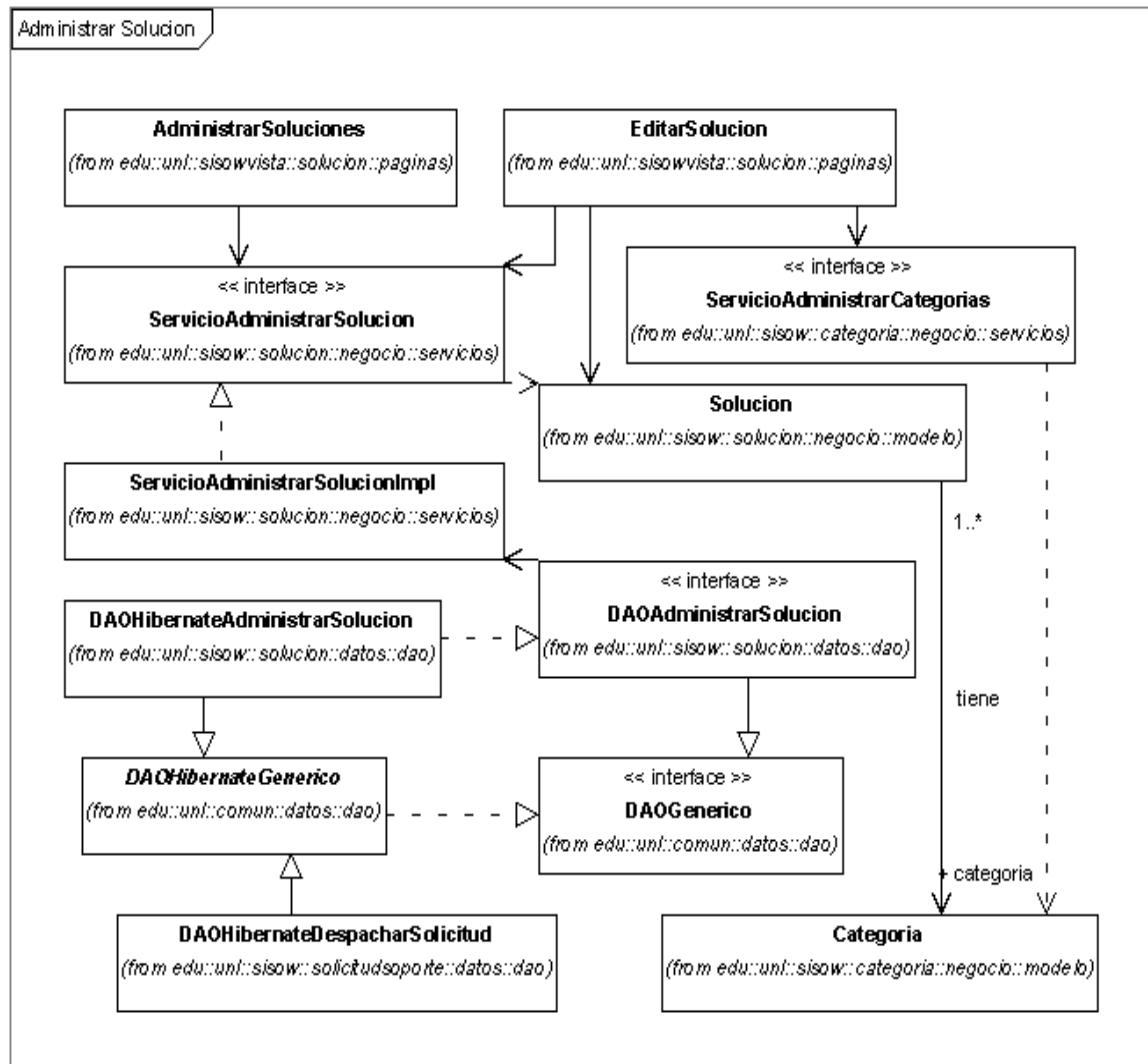 Administrar Solucion
AdministrarSoluciones
(from edu::unl::sisowvista::solucion::paginas)
EditarSolucion
(from edu::unl::sisowvista::solucion::paginas)
<< interface >>
ServicioAdministrarSolucion
(from edu::unl::sisow::solucion::negocio::servicios)
<< interface >>
ServicioAdministrarCategorias
(from edu::unl::sisow::categoria::negocio::servicios)
Solucion
(from edu::unl::sisow::solucion::negocio::modelo)
ServicioAdministrarSolucionImpl
(from edu::unl::sisow::solucion::negocio::servicios)
1..*
<< interface >>
DAOAdministrarSolucion
(from edu::unl::sisow::solucion::datos::dao)
DAOHibernateAdministrarSolucion
(from edu::unl::sisow::solucion::datos::dao)
tiene
DAOHibernateGenerico
(from edu::unl::comun::datos::dao)
<< interface >>
DAOGenerico
(from edu::unl::comun::datos::dao)
+ categoria
DAOHibernateDespacharSolicitud
(from edu::unl::sisow::solicitudsoporte::datos::dao)
Categoria
(from edu::unl::sisow::categoria::negocio::modelo)